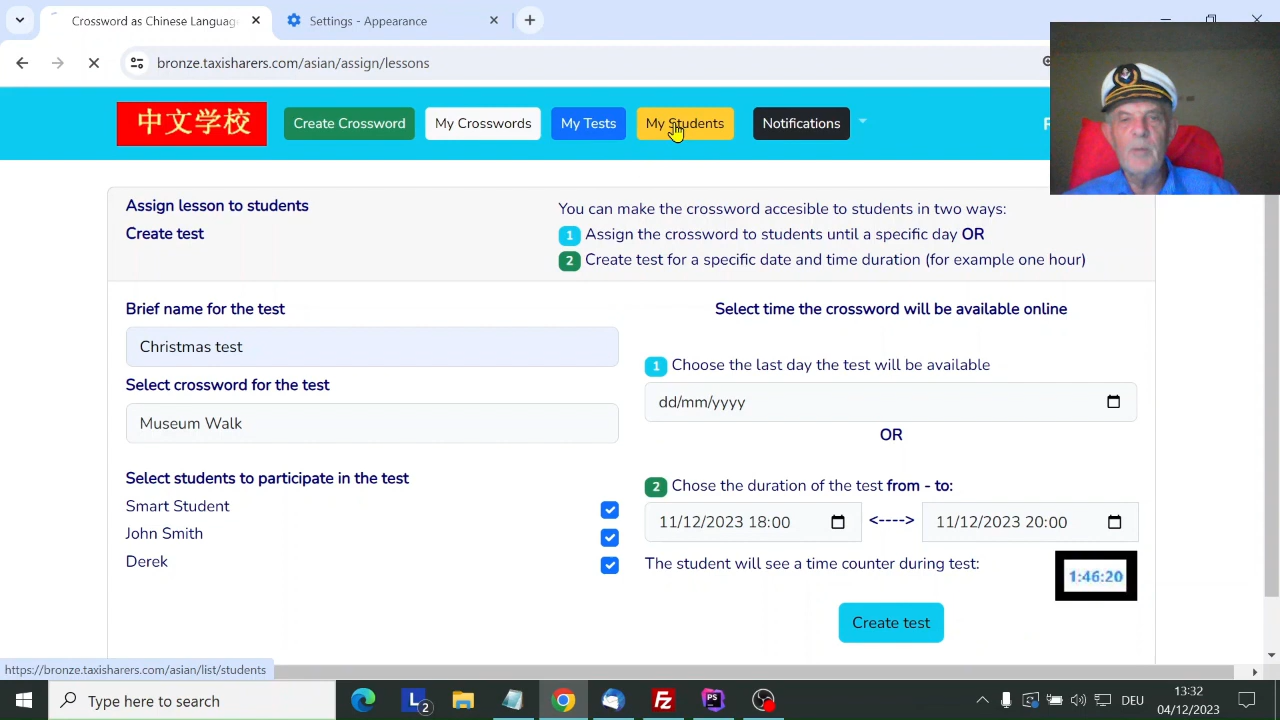 Crossword as Chinese Language
Settings - Appearance
bronze.taxisharers.com/asian/assign/lessons
中文学校
Create Crossword
My Crosswords
My Tests
My Students
Notifications
Assign lesson to students
Create test
You can make the crossword accesible to students in two ways:
1 Assign the crossword to students until a specific day OR
2 Create test for a specific date and time duration (for example one hour)
Brief name for the test
Christmas test
Select crossword for the test
Museum Walk
Select students to participate in the test
Smart Student
John Smith
Derek
Select time the crossword will be available online
1 Choose the last day the test will be available
dd/mm/yyyy
OR
2 Chose the duration of the test from - to:
11/12/2023 18:00 <----> 11/12/2023 20:00
The student will see a time counter during test:
1:46:20
Create test
https://bronze.taxisharers.com/asian/list/students
Type here to search
L 2
Fz
PS
DEU
13:32
04/12/2023